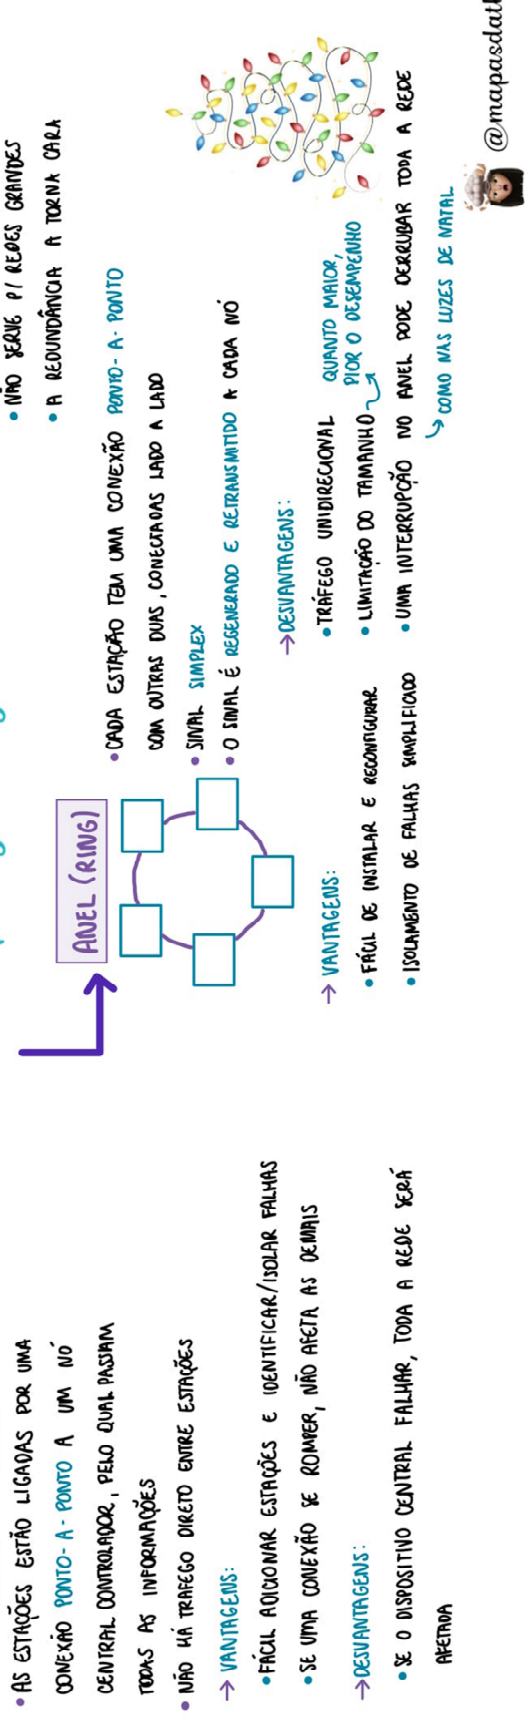 • AS ESTAÇÕES ESTÃO LIGADAS POR UMA
CONEXÃO PONTO-A-PONTO A UM NÓ
CENTRAL CONTROLADOR, PELO QUAL PASSAM
TODAS AS INFORMAÇÕES
• NÃO HÁ TRÁFEGO DIRETO ENTRE ESTAÇÕES
→ VANTAGENS:
• FÁCIL ADICIONAR ESTAÇÕES E IDENTIFICAR/ISOLAR FALHAS
• SE UMA CONEXÃO SE ROMPER, NÃO AFETA AS DEMAIS
→ DESVANTAGENS:
• SE O DISPOSITIVO CENTRAL FALHAR, TODA A REDE SERÁ
AFETADA
• NÃO SERVE P/ REDES GRANDES
• A REDUNDÂNCIA A TORNA CARA
ANEL (RING)
• CADA ESTAÇÃO TEM UMA CONEXÃO PONTO-A-PONTO
COM OUTRAS DUAS, CONECTADAS LADO A LADO
• SINAL SIMPLEX
• O SINAL É REGENERADO E RETRANSMITIDO A CADA NÓ
→ VANTAGENS:
• FÁCIL DE INSTALAR E RECONFIGURAR
• ISOLAMENTO DE FALHAS SIMPLIFICADO
→ DESVANTAGENS:
• TRÁFEGO UNIDIRECIONAL
• LIMITAÇÃO DO TAMANHO
QUANTO MAIOR,
PIOR O DESEMPENHO
• UMA INTERRUPÇÃO NO ANEL PODE DERRUBAR TODA A REDE
COMO NAS LUZES DE NATAL